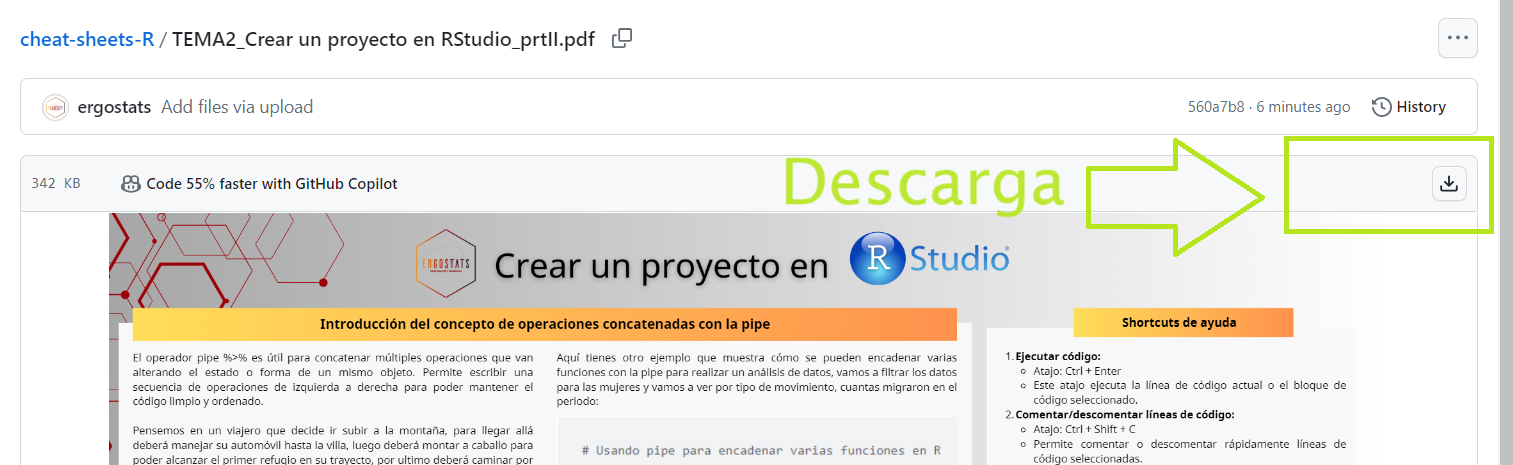 cheat-sheets-R / TEMA2_Crear un proyecto en RStudio_prtII.pdf
ergostats Add files via upload
560a7b8 · 6 minutes ago
History
342 KB
Code 55% faster with GitHub Copilot
Descarga
ERGOSTATS
Crear un proyecto en
R Studio
Introducción del concepto de operaciones concatenadas con la pipe
El operador pipe %>% es útil para concatenar múltiples operaciones que van
alterando el estado o forma de un mismo objeto. Permite escribir una
secuencia de operaciones de izquierda a derecha para poder mantener el
código limpio y ordenado.
Pensemos en un viajero que decide ir subir a la montaña, para llegar allá
deberá manejar su automóvil hasta la villa, luego deberá montar a caballo para
poder alcanzar el primer refugio en su trayecto, por ultimo deberá caminar por
Aquí tienes otro ejemplo que muestra cómo se pueden encadenar varias
funciones con la pipe para realizar un análisis de datos, vamos a filtrar los datos
para las mujeres y vamos a ver por tipo de movimiento, cuantas migraron en el
periodo:
# Usando pipe para encadenar varias funciones en R
Shortcuts de ayuda
1. Ejecutar código:
Atajo: Ctrl + Enter
Este atajo ejecuta la línea de código actual o el bloque de
código seleccionado.
2. Comentar/descomentar líneas de código:
Atajo: Ctrl + Shift + C
Permite comentar o descomentar rápidamente líneas de
código seleccionadas.